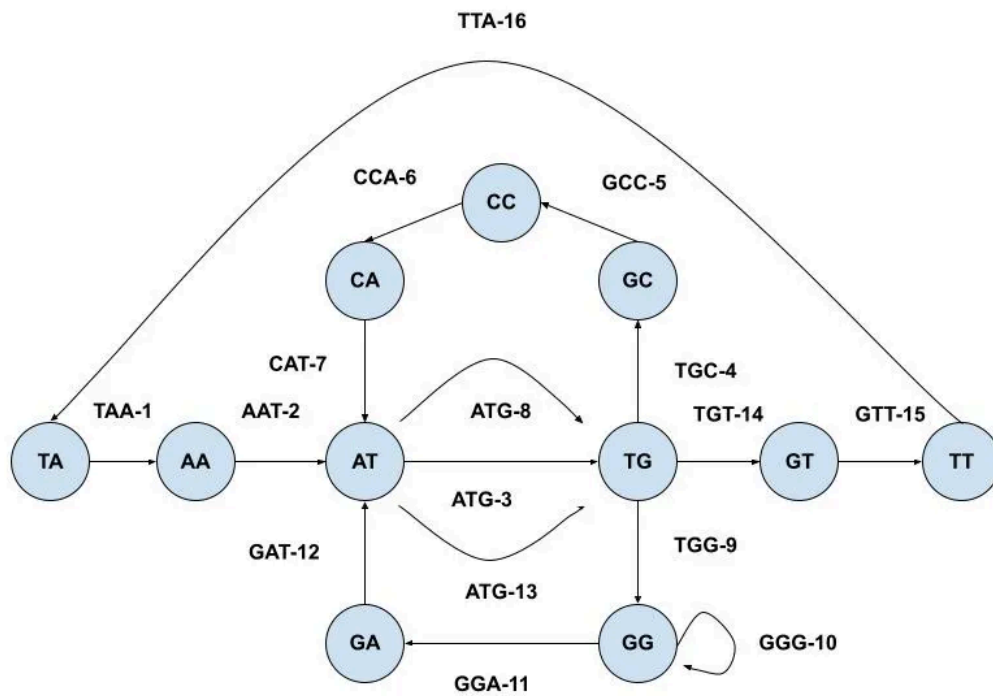 TTA-16
CCA-6
CC
GCC-5
CA
GC
CAT-7
TGC-4
TAA-1
AAT-2
ATG-8
TGT-14
GTT-15
TA
AA
AT
TG
GT
TT
ATG-3
GAT-12
TGG-9
ATG-13
GA
GG
GGG-10
GGA-11